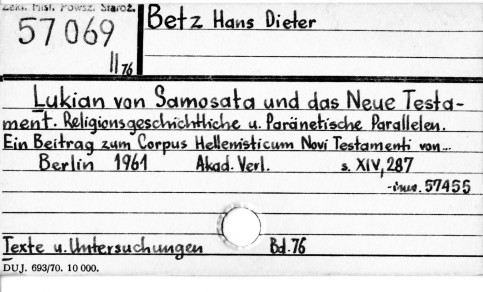 Zakł. Hist. Powsz. Staroż.
57069
II 76
Betz Hans Dieter
Lukian von Samosata und das Neue Testa-
ment. Religionsgeschichtliche u. Paränetische Parallelen.
Ein Beitrag zum Corpus Hellenisticum Novi Testamenti von...
Berlin 1961 Akad. Verl. s. XIV, 287
-inw. 57455
Texte u. Untersuchungen Bd. 76
DUJ. 693/70. 10 000.